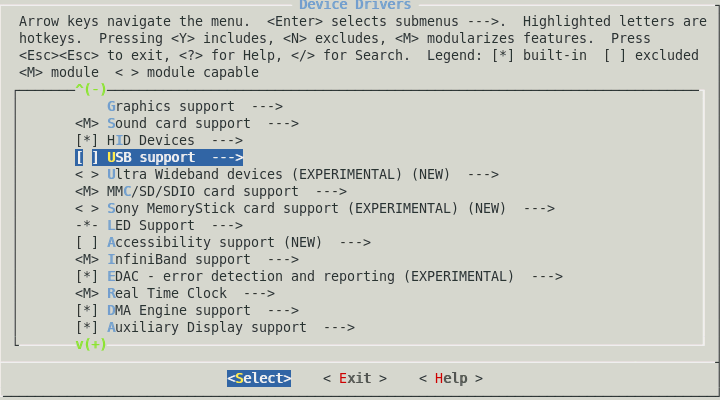 Device Drivers
Arrow keys navigate the menu.  <Enter> selects submenus --->.  Highlighted letters are
hotkeys.  Pressing <Y> includes, <N> excludes, <M> modularizes features.  Press
<Esc><Esc> to exit, <?> for Help, </> for Search.  Legend: [*] built-in  [ ] excluded
<M> module  < > module capable
^(-)
Graphics support  --->
<M> Sound card support  --->
[*] HID Devices  --->
[ ] USB support  --->
< > Ultra Wideband devices (EXPERIMENTAL) (NEW)  --->
<M> MMC/SD/SDIO card support  --->
< > Sony MemoryStick card support (EXPERIMENTAL) (NEW)  --->
-*- LED Support  --->
[ ] Accessibility support (NEW)  --->
<M> InfiniBand support  --->
[*] EDAC - error detection and reporting (EXPERIMENTAL)  --->
<M> Real Time Clock  --->
[*] DMA Engine support  --->
[*] Auxiliary Display support  --->
v(+)
<Select>    < Exit >    < Help >